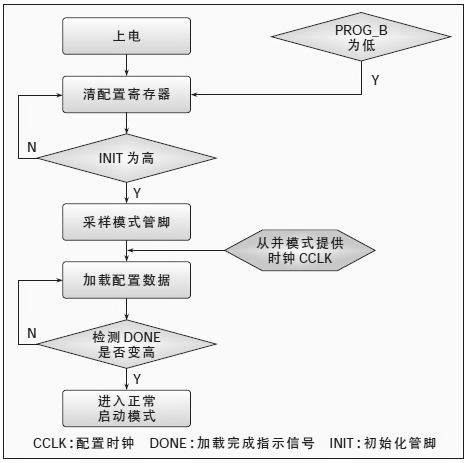 上电
PROG_B
为低
Y
清配置寄存器
N
INIT 为高
Y
采样模式管脚
从并模式提供
时钟 CCLK
加载配置数据
N
检测 DONE
是否变高
Y
进入正常
启动模式
CCLK：配置时钟 DONE：加载完成指示信号 INIT：初始化管脚